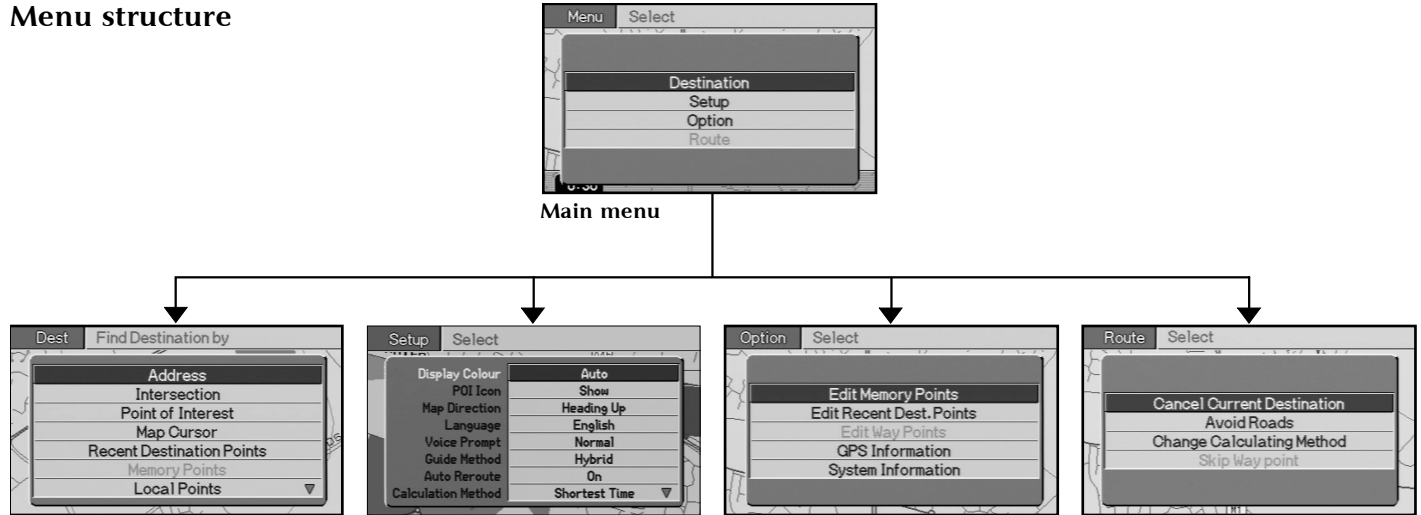 Menu structure
Menu Select
Destination
Setup
Option
Route
Main menu
Dest Find Destination by
Address
Intersection
Point of Interest
Map Cursor
Recent Destination Points
Memory Points
Local Points
Setup Select
Display Colour Auto
POI Icon Show
Map Direction Heading Up
Language English
Voice Prompt Normal
Guide Method Hybrid
Auto Reroute On
Calculation Method Shortest Time
Option Select
Edit Memory Points
Edit Recent Dest. Points
Edit Way Points
GPS Information
System Information
Route Select
Cancel Current Destination
Avoid Roads
Change Calculating Method
Skip Way point
M1